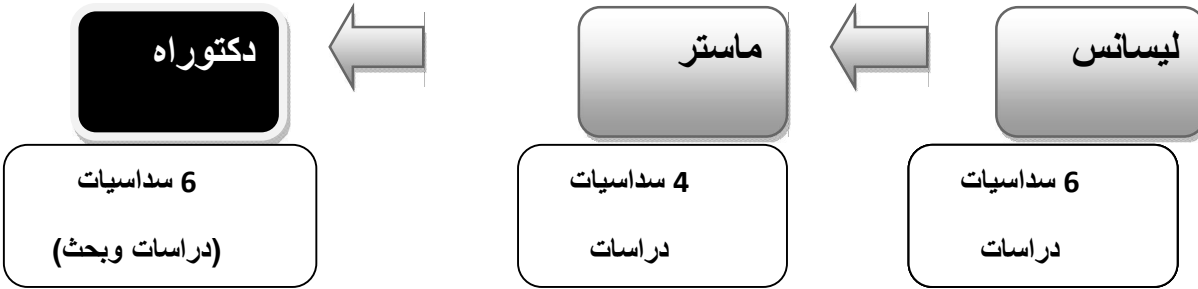 ليسانس
ماستر
دكتوراه
6 سداسيات
دراسات
4 سداسيات
دراسات
6 سداسيات
(دراسات وبحث)